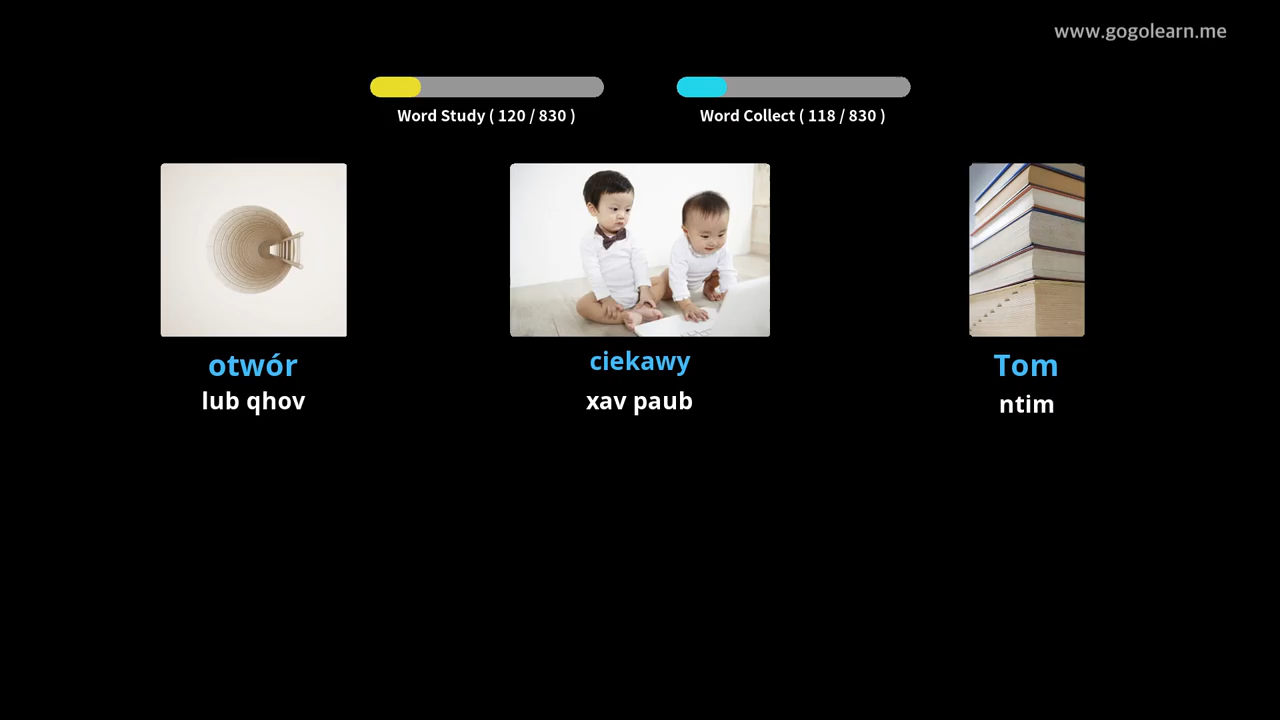 www.gogolearn.me
Word Study ( 120 / 830 )
Word Collect ( 118 / 830 )
otwór
lub qhov
ciekawy
xav paub
Tom
ntim